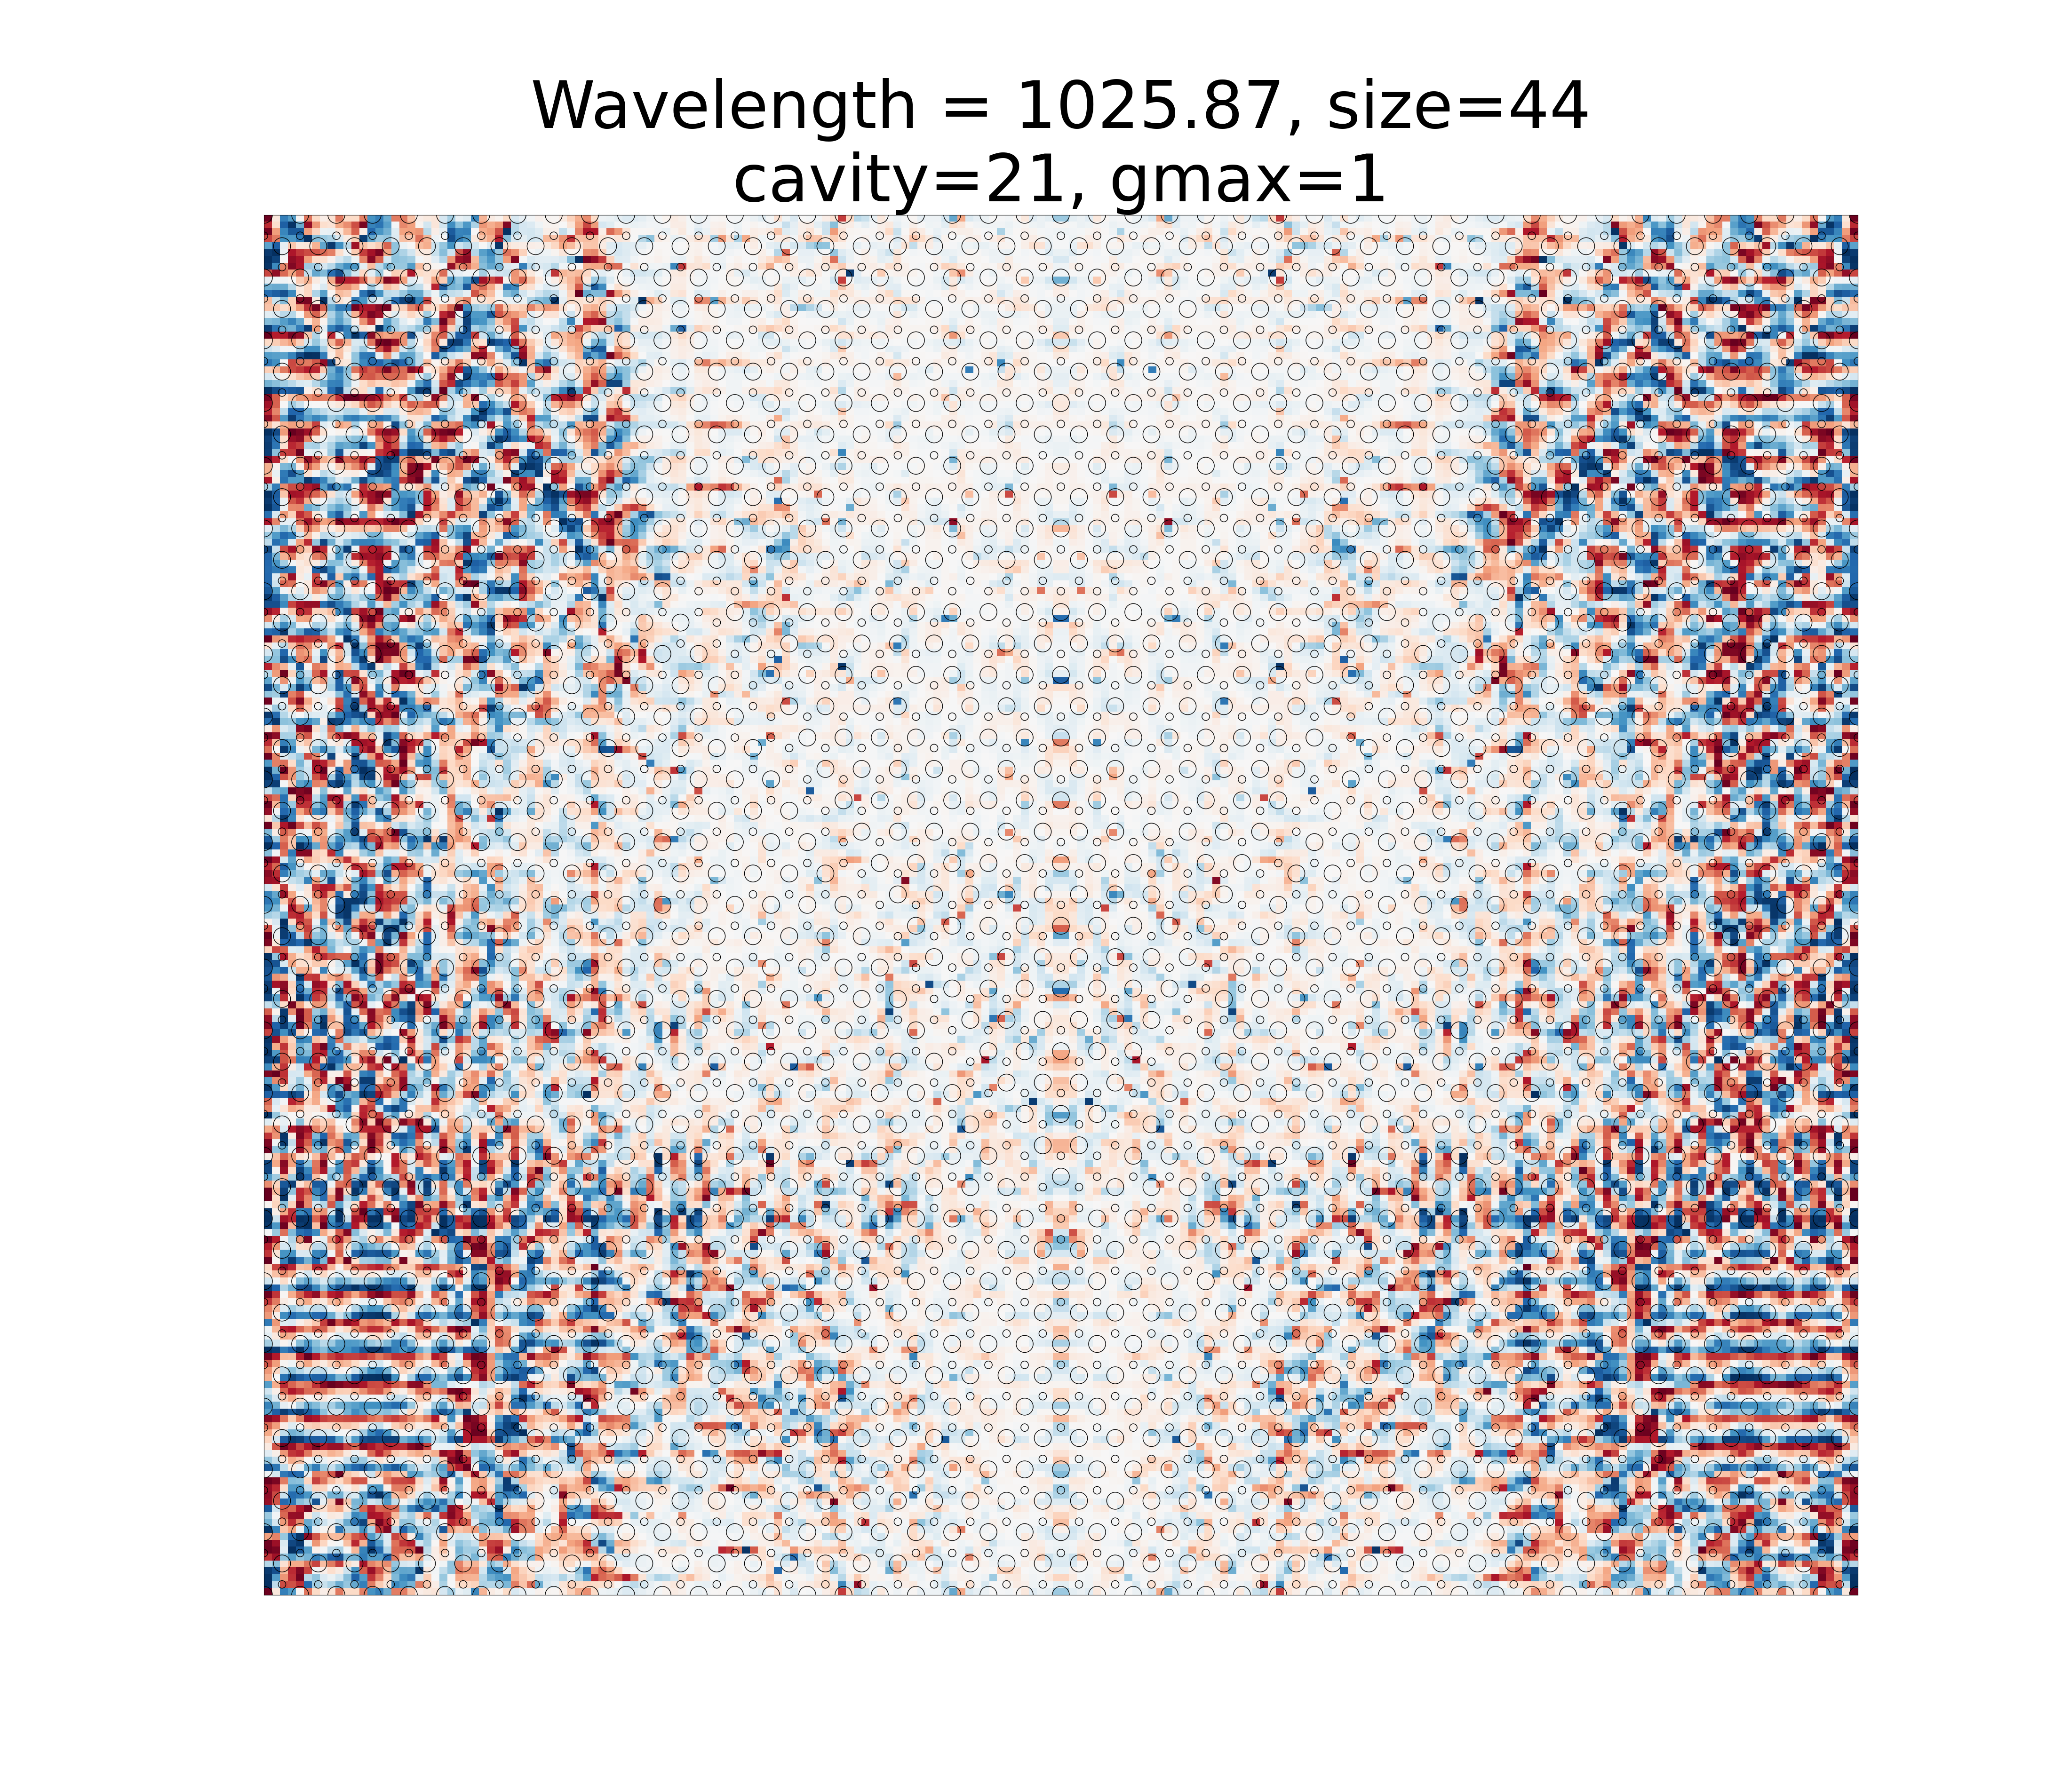 Wavelength = 1025.87, size=44
cavity=21, gmax=1